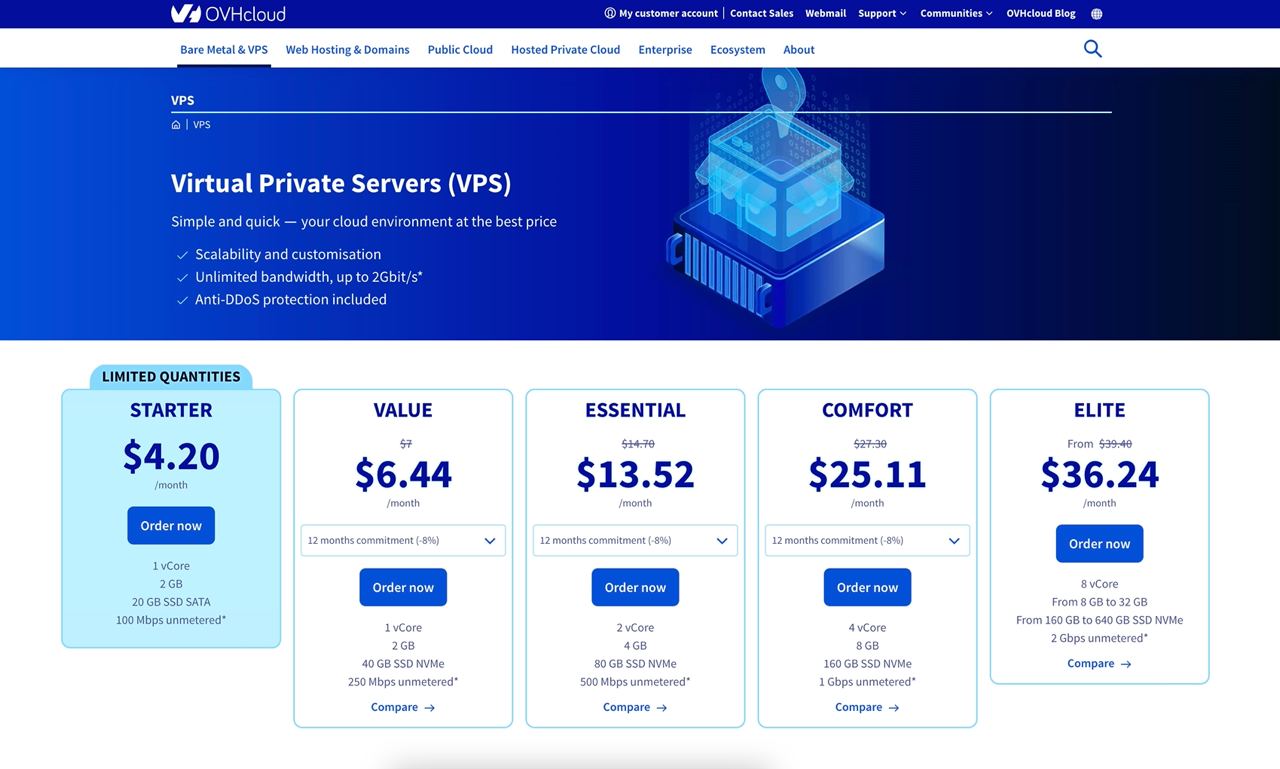 OVHcloud
My customer account | Contact Sales Webmail Support Communities OVHcloud Blog
Bare Metal & VPS Web Hosting & Domains Public Cloud Hosted Private Cloud Enterprise Ecosystem About
VPS
| VPS
Virtual Private Servers (VPS)
Simple and quick — your cloud environment at the best price
✓ Scalability and customisation
✓ Unlimited bandwidth, up to 2Gbit/s*
✓ Anti-DDoS protection included
LIMITED QUANTITIES
STARTER
$4.20
/month
Order now
1 vCore
2 GB
20 GB SSD SATA
100 Mbps unmetered*
VALUE
$7
$6.44
/month
12 months commitment (-8%)
Order now
1 vCore
2 GB
40 GB SSD NVMe
250 Mbps unmetered*
Compare →
ESSENTIAL
$14.70
$13.52
/month
12 months commitment (-8%)
Order now
2 vCore
4 GB
80 GB SSD NVMe
500 Mbps unmetered*
Compare →
COMFORT
$27.30
$25.11
/month
12 months commitment (-8%)
Order now
4 vCore
8 GB
160 GB SSD NVMe
1 Gbps unmetered*
Compare →
ELITE
From $39.40
$36.24
/month
Order now
8 vCore
From 8 GB to 32 GB
From 160 GB to 640 GB SSD NVMe
2 Gbps unmetered*
Compare →